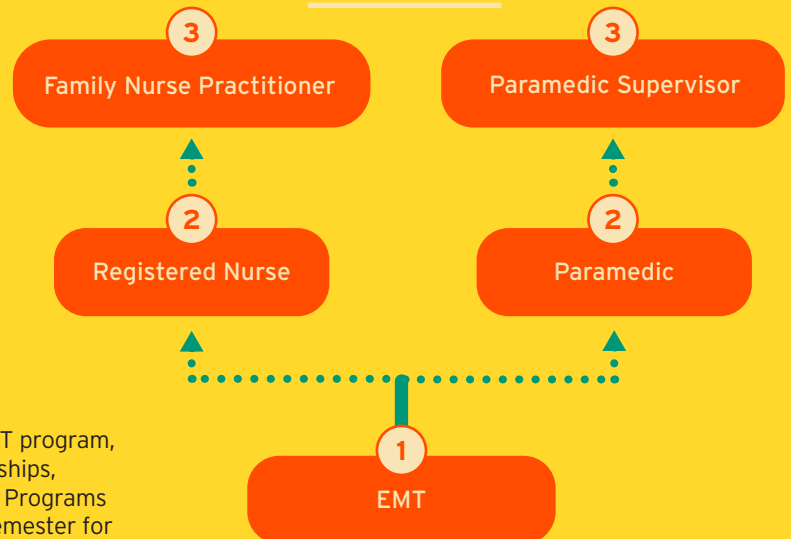 3
3
Family Nurse Practitioner
Paramedic Supervisor
2
2
Registered Nurse
Paramedic
1
EMT
T program,
ships,
Programs
emester for